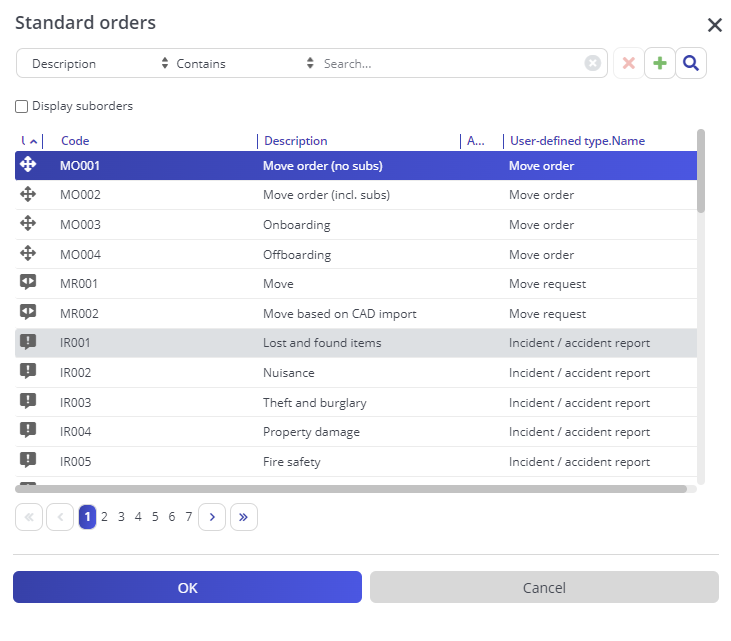 Standard orders
Description Contains Search...
Display suborders
Code Description A... User-defined type.Name
MO001 Move order (no subs) Move order
MO002 Move order (incl. subs) Move order
MO003 Onboarding Move order
MO004 Offboarding Move order
MR001 Move Move request
MR002 Move based on CAD import Move request
IR001 Lost and found items Incident / accident report
IR002 Nuisance Incident / accident report
IR003 Theft and burglary Incident / accident report
IR004 Property damage Incident / accident report
IR005 Fire safety Incident / accident report
« ‹ 1 2 3 4 5 6 7 › »
OK Cancel